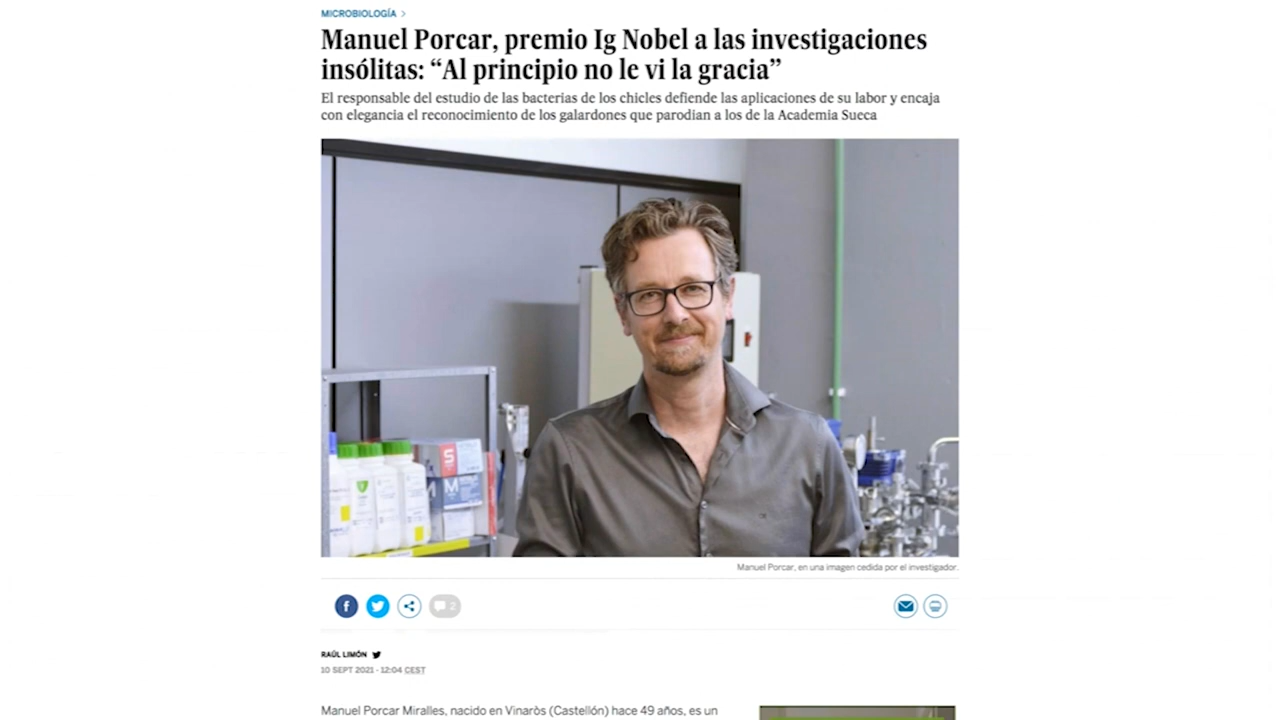 MICROBIOLOGÍA >
Manuel Porcar, premio Ig Nobel a las investigaciones
insólitas: “Al principio no le vi la gracia”
El responsable del estudio de las bacterias de los chicles defiende las aplicaciones de su labor y encaja
con elegancia el reconocimiento de los galardones que parodian a los de la Academia Sueca
S
M
M
Manuel Porcar, en una imagen cedida por el investigador.
f
2
RAÚL LIMÓN
10 SEPT 2021 - 12:04 CEST
Manuel Porcar Miralles, nacido en Vinaròs (Castellón) hace 49 años, es un